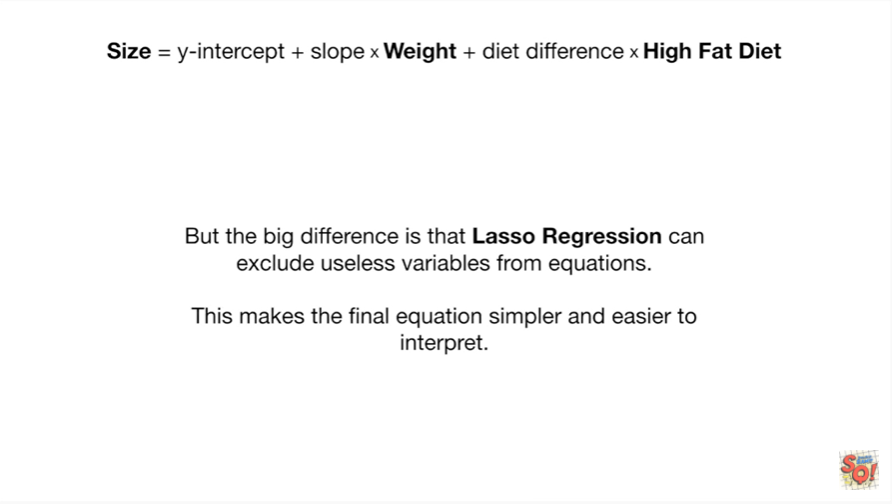 Size = y-intercept + slope x Weight + diet difference x High Fat Diet
But the big difference is that Lasso Regression can
exclude useless variables from equations.
This makes the final equation simpler and easier to
interpret.
SQ!